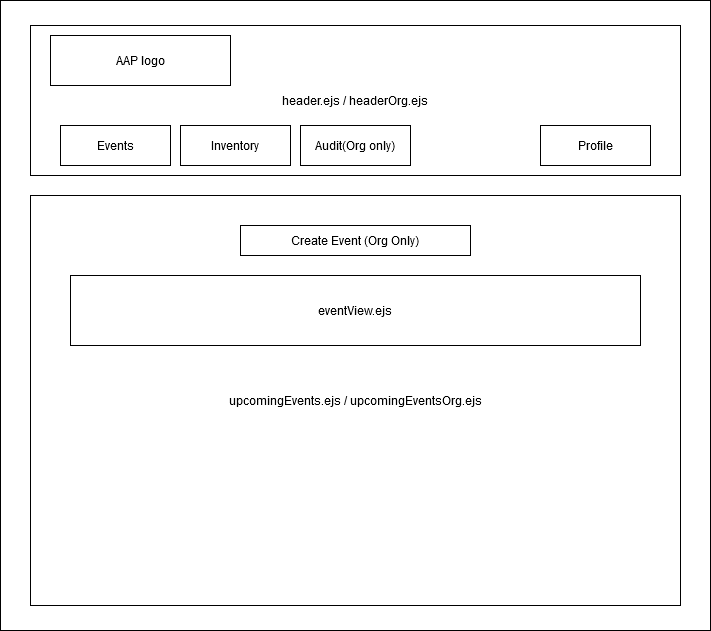 AAP logo
header.ejs / headerOrg.ejs
Events
Inventory
Audit(Org only)
Profile
Create Event (Org Only)
eventView.ejs
upcomingEvents.ejs / upcomingEventsOrg.ejs